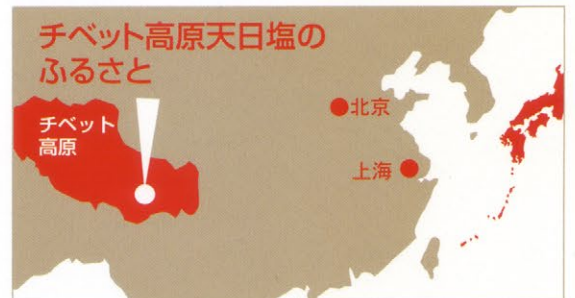 チベット高原天日塩の
ふるさと
チベット
高原
北京
上海